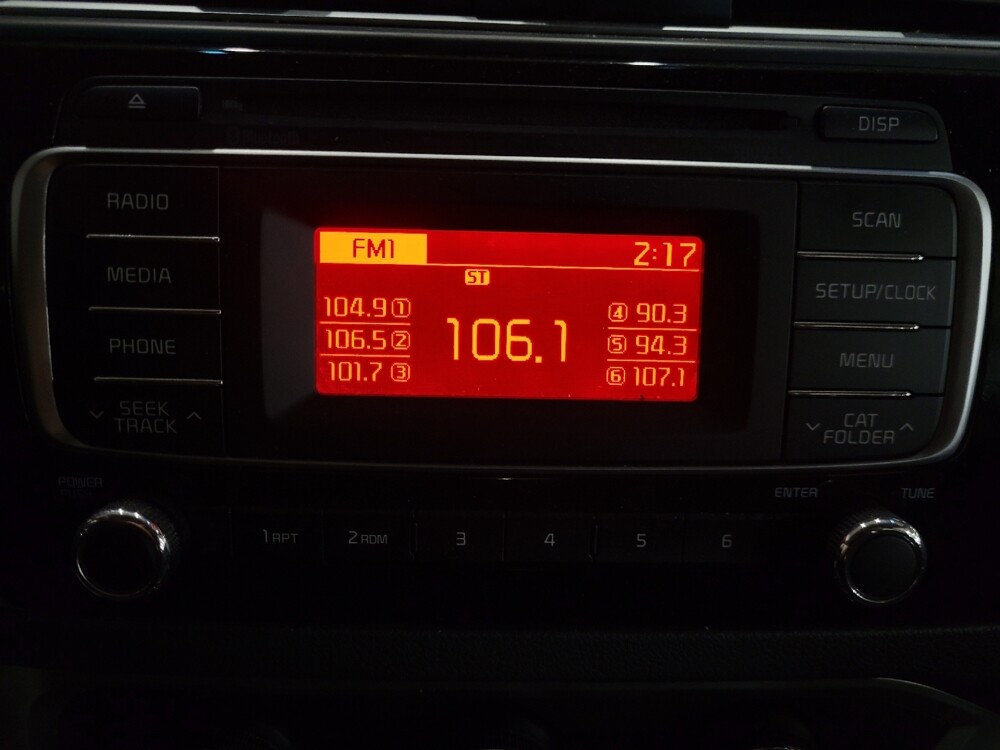 DISP
RADIO
MEDIA
PHONE
SEEK
TRACK
FM1 2:17
ST
104.9 1
106.5 2
101.7 3
106.1
4 90.3
5 94.3
6 107.1
SCAN
SETUP/CLOCK
MENU
CAT
FOLDER
POWER
ENTER TUNE
1 RPT 2 RDM 3 4 5 6